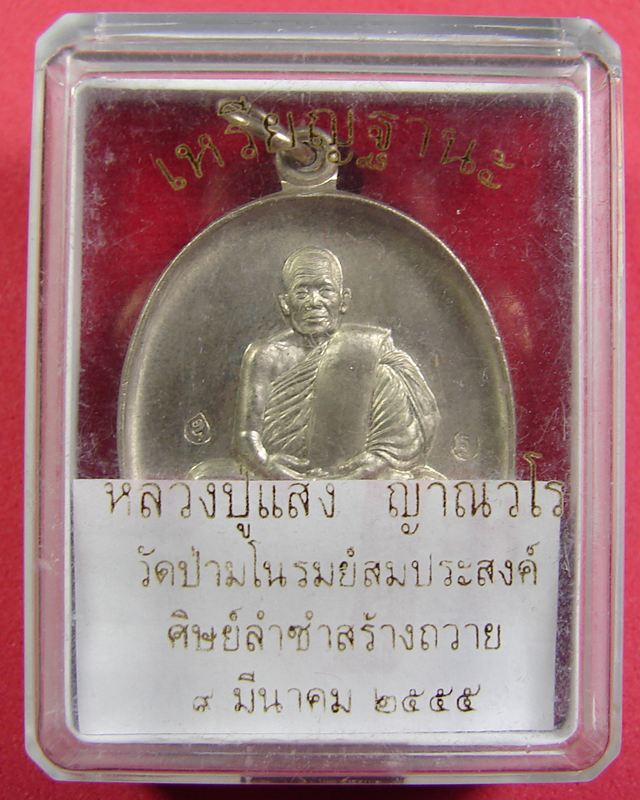 เหรียญฐานะ
หลวงปู่แสง ญาณวโร
วัดป่ามโนรมย์สมประสงค์
ศิษย์ลำซำสร้างถวาย
๙ มีนาคม ๒๕๕๕